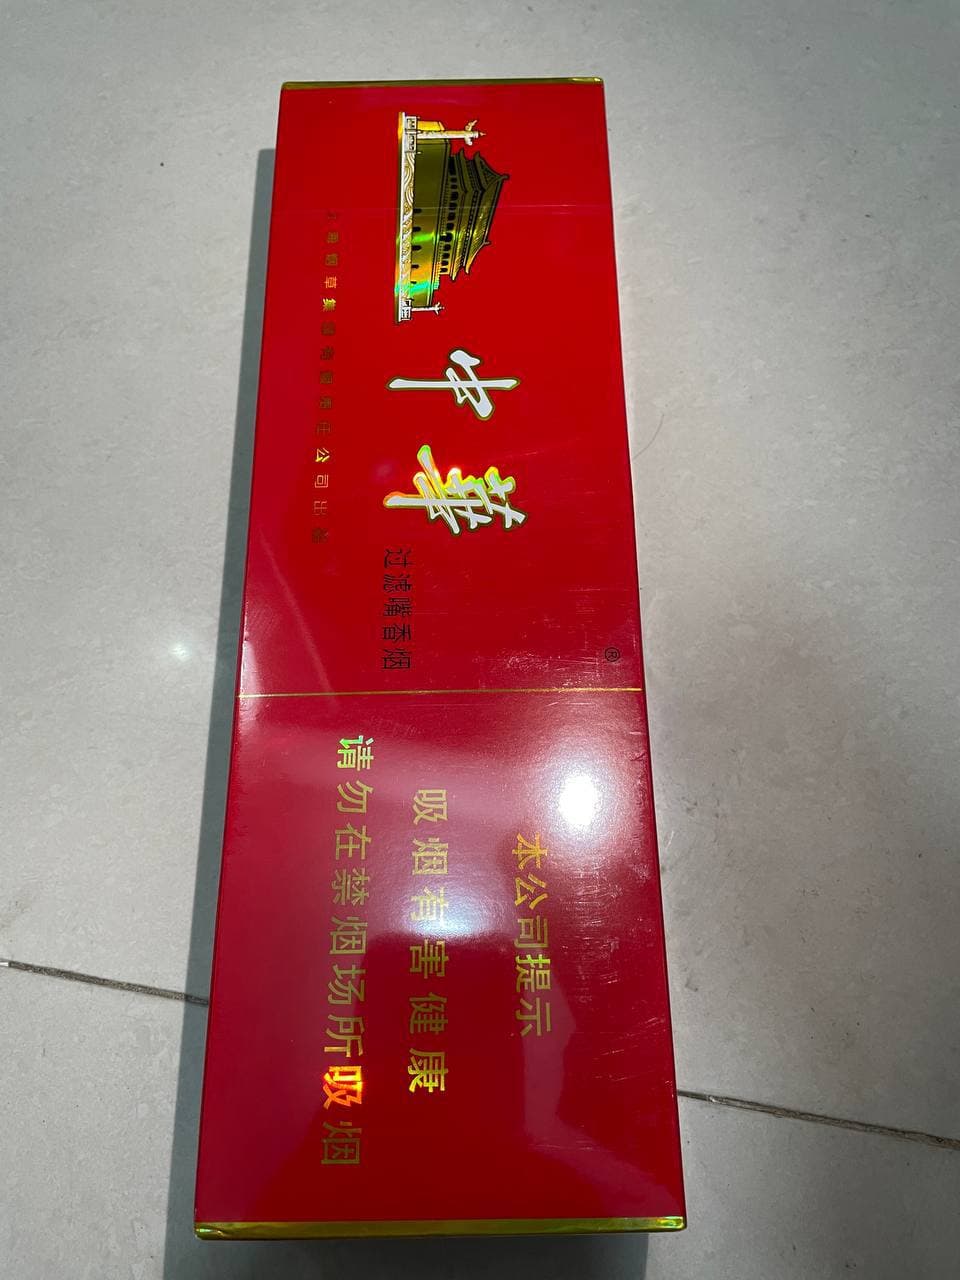 中華
过滤嘴香烟
上海烟草集团有限责任公司出品
®
本公司提示
吸烟有害健康
请勿在禁烟场所吸烟